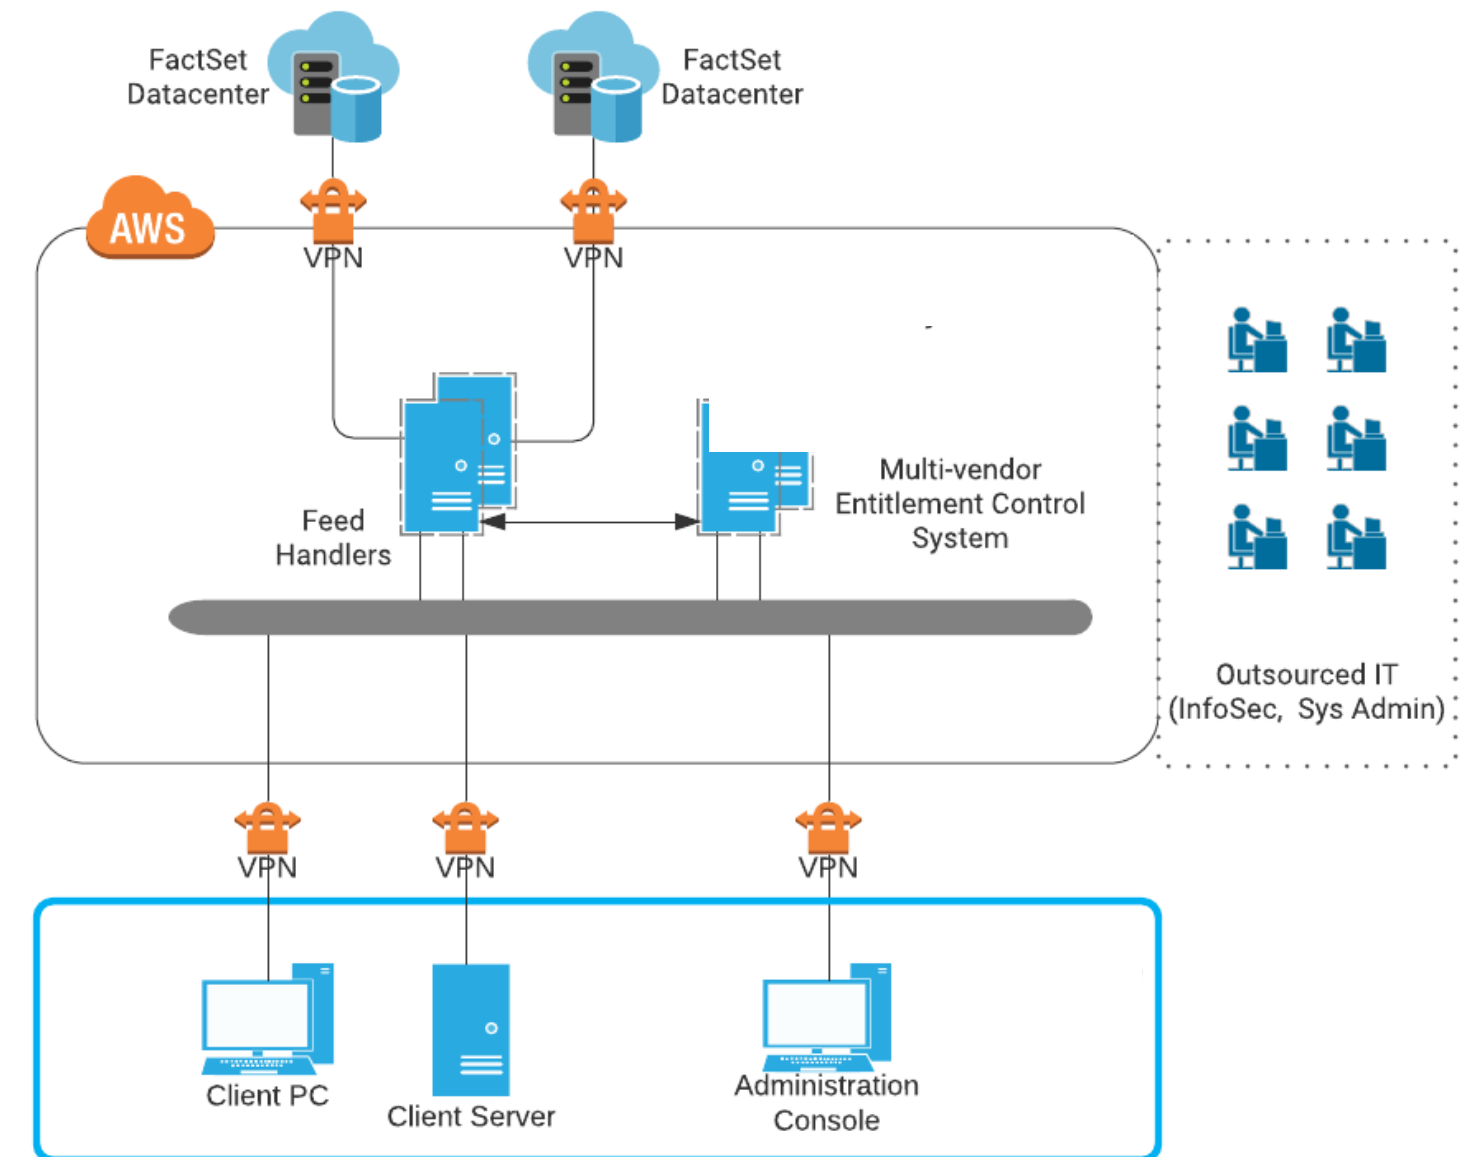 FactSet
Datacenter
FactSet
Datacenter
AWS
VPN
VPN
Multi-vendor
Entitlement Control
System
Feed
Handlers
Outsourced IT
(InfoSec, Sys Admin)
VPN
VPN
VPN
Client PC
Client Server
Administration
Console